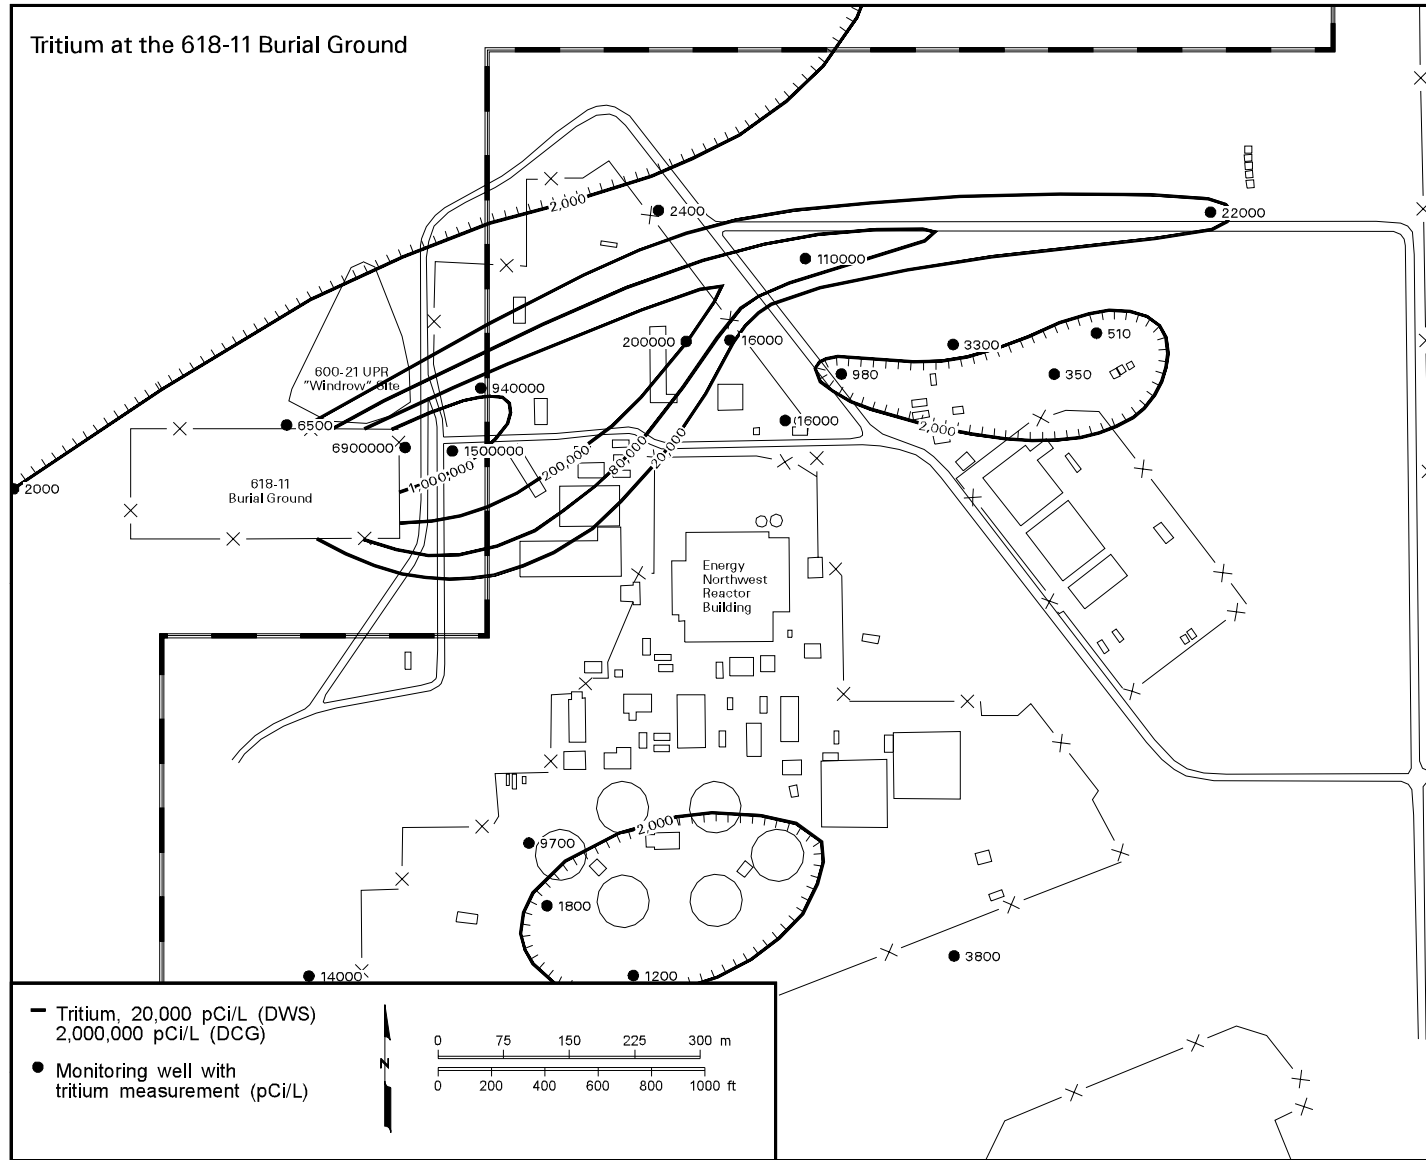 Tritium at the 618-11 Burial Ground
2,000
2400
22000
110000
200000
16000
3300
510
600-21 UPR
"Windrow" Site
940000
980
350
6500
16000
2,000
6900000
1500000
1,000,000
200,000
80,000
20,000
2000
618-11
Burial Ground
Energy
Northwest
Reactor
Building
2,000
9700
1800
14000
1200
3800
Tritium, 20,000 pCi/L (DWS)
2,000,000 pCi/L (DCG)
Monitoring well with
tritium measurement (pCi/L)
N
0 75 150 225 300 m
0 200 400 600 800 1000 ft